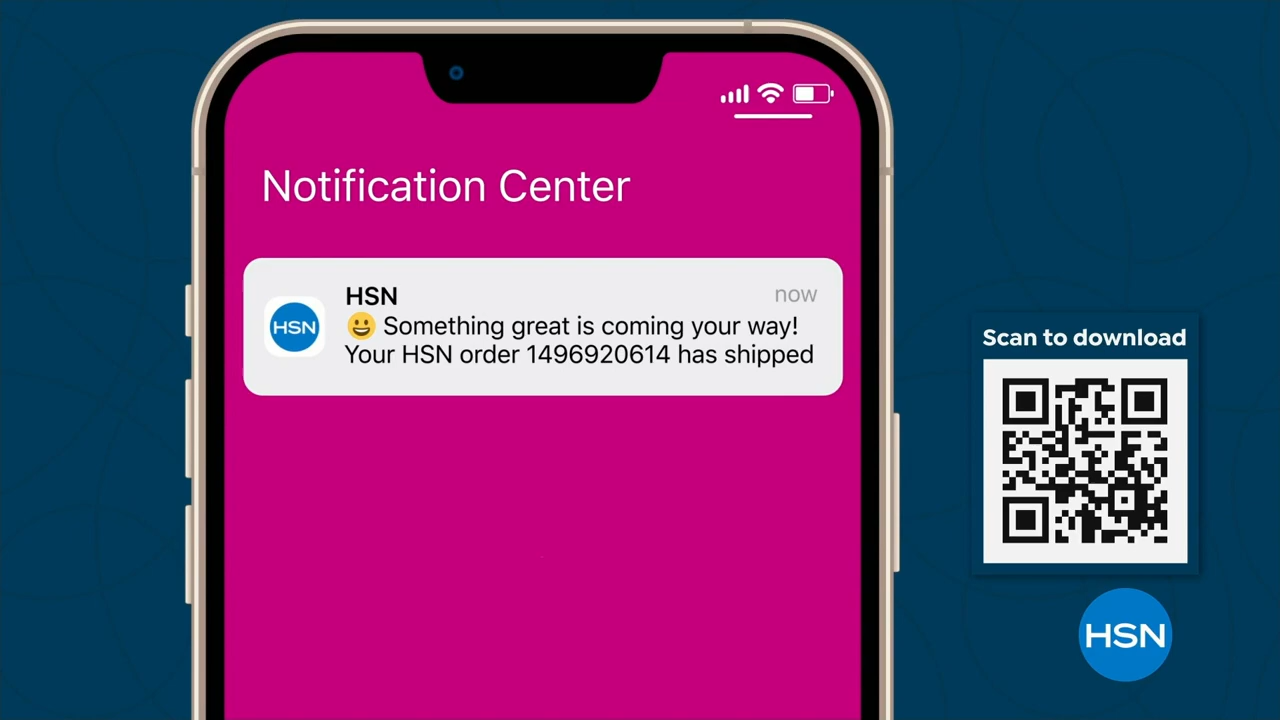 Notification Center
HSN
HSN
now
😀 Something great is coming your way!
Your HSN order 1496920614 has shipped
Scan to download
HSN